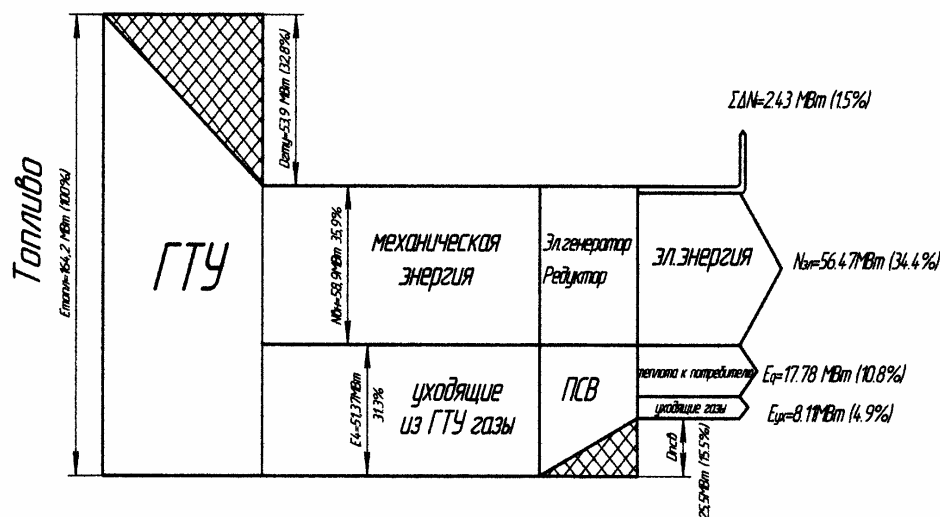 ΣΔN=2.43 МВт (1.5%)
Dгту=53,9 МВт (32.8%)
Топливо
Eтопл=164,2 МВт (100%)
ГТУ
Nвн=58,9МВт 35,9%
механическая
энергия
Эл.генератор
Редуктор
эл.энергия
Nэл=56.47МВт (34.4%)
E4=51,37МВт
31.3%
уходящие
из ГТУ газы
ПСВ
теплота к потребителю
Eq=17.78 МВт (10.8%)
уходящие газы
Eух=8.11МВт (4.9%)
Dпсв
25,5МВт (15.5%)